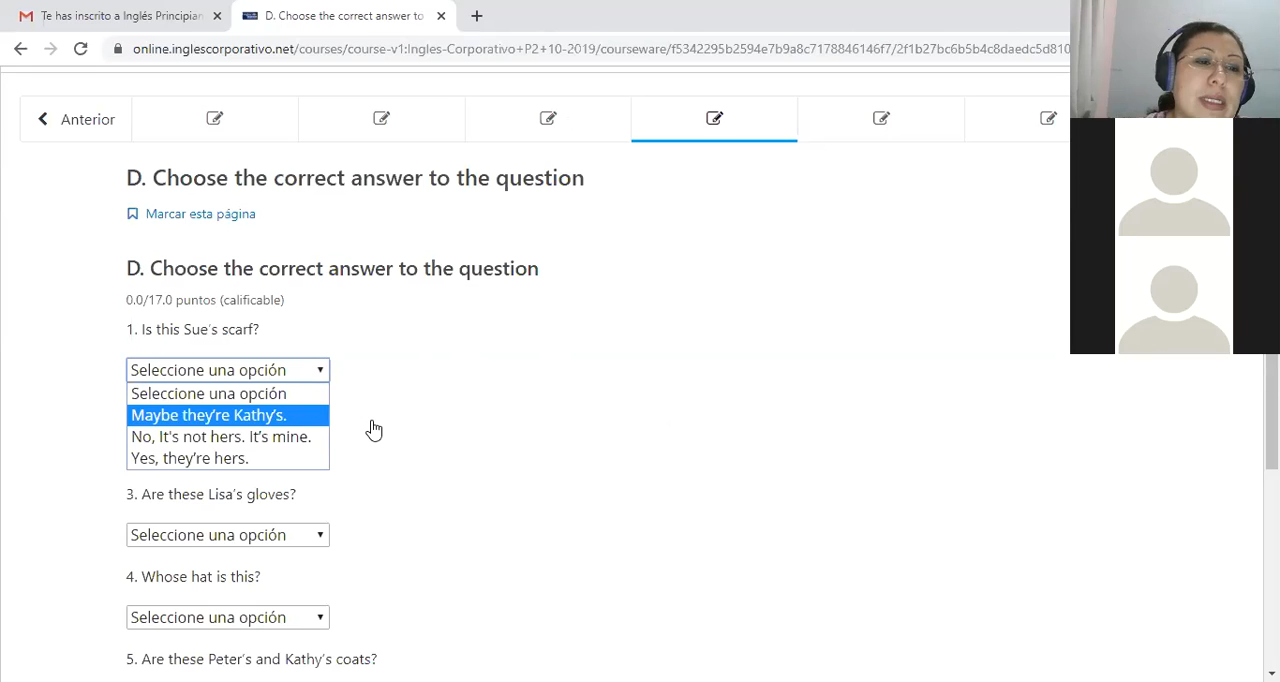 Te has inscrito a Inglés Principian
D. Choose the correct answer to
online.inglescorporativo.net/courses/course-v1:Ingles-Corporativo+P2+10-2019/courseware/f5342295b2594e7b9a8c7178846146f7/2f1b27bc6b5b4c8daedc5d810
Anterior
D. Choose the correct answer to the question
Marcar esta página
D. Choose the correct answer to the question
0.0/17.0 puntos (calificable)
1. Is this Sue's scarf?
Seleccione una opción
Seleccione una opción
Maybe they're Kathy's.
No, It's not hers. It's mine.
Yes, they're hers.
3. Are these Lisa's gloves?
Seleccione una opción
4. Whose hat is this?
Seleccione una opción
5. Are these Peter's and Kathy's coats?